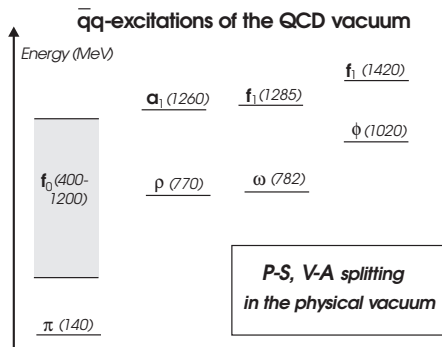 q̄q-excitations of the QCD vacuum
Energy (MeV)
f₁ (1420)
a₁ (1260)
f₁(1285)
ϕ (1020)
f₀(400-
1200)
ρ (770)
ω (782)
P-S, V-A splitting
in the physical vacuum
π (140)